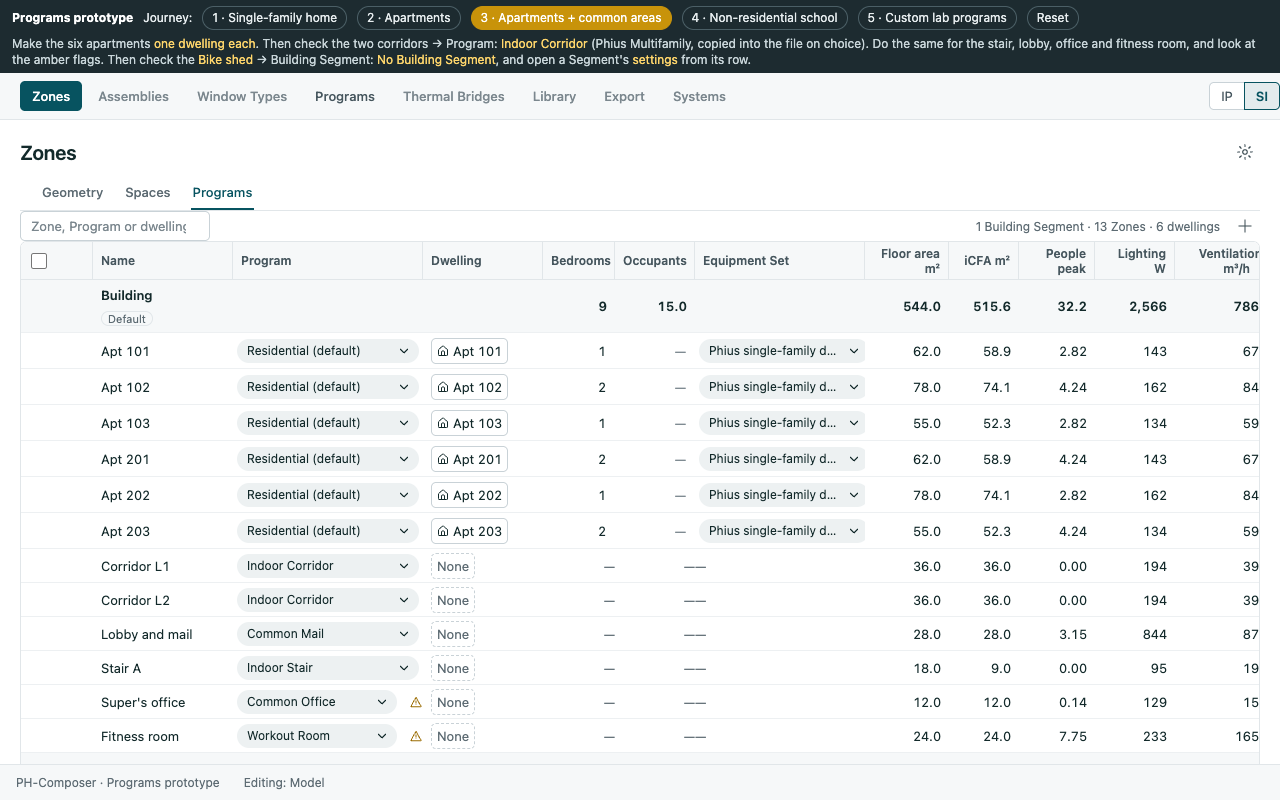 Programs prototype Journey: 1 · Single-family home 2 · Apartments 3 · Apartments + common areas 4 · Non-residential school 5 · Custom lab programs Reset
Make the six apartments one dwelling each. Then check the two corridors → Program: Indoor Corridor (Phius Multifamily, copied into the file on choice). Do the same for the stair, lobby, office and fitness room, and look at
the amber flags. Then check the Bike shed → Building Segment: No Building Segment, and open a Segment's settings from its row.
Zones Assemblies Window Types Programs Thermal Bridges Library Export Systems IP SI
Zones
Geometry Spaces Programs
Zone, Program or dwelling 1 Building Segment · 13 Zones · 6 dwellings
Name Program Dwelling Bedrooms Occupants Equipment Set Floor area m² iCFA m² People peak Lighting W Ventilation m³/h
Building 9 15.0 544.0 515.6 32.2 2,566 786
Default
Apt 101 Residential (default) Apt 101 1 — Phius single-family d... 62.0 58.9 2.82 143 67
Apt 102 Residential (default) Apt 102 2 — Phius single-family d... 78.0 74.1 4.24 162 84
Apt 103 Residential (default) Apt 103 1 — Phius single-family d... 55.0 52.3 2.82 134 59
Apt 201 Residential (default) Apt 201 2 — Phius single-family d... 62.0 58.9 4.24 143 67
Apt 202 Residential (default) Apt 202 1 — Phius single-family d... 78.0 74.1 2.82 162 84
Apt 203 Residential (default) Apt 203 2 — Phius single-family d... 55.0 52.3 4.24 134 59
Corridor L1 Indoor Corridor None — — — 36.0 36.0 0.00 194 39
Corridor L2 Indoor Corridor None — — — 36.0 36.0 0.00 194 39
Lobby and mail Common Mail None — — — 28.0 28.0 3.15 844 87
Stair A Indoor Stair None — — — 18.0 9.0 0.00 95 19
Super's office Common Office None — — — 12.0 12.0 0.14 129 15
Fitness room Workout Room None — — — 24.0 24.0 7.75 233 165
PH-Composer · Programs prototype Editing: Model